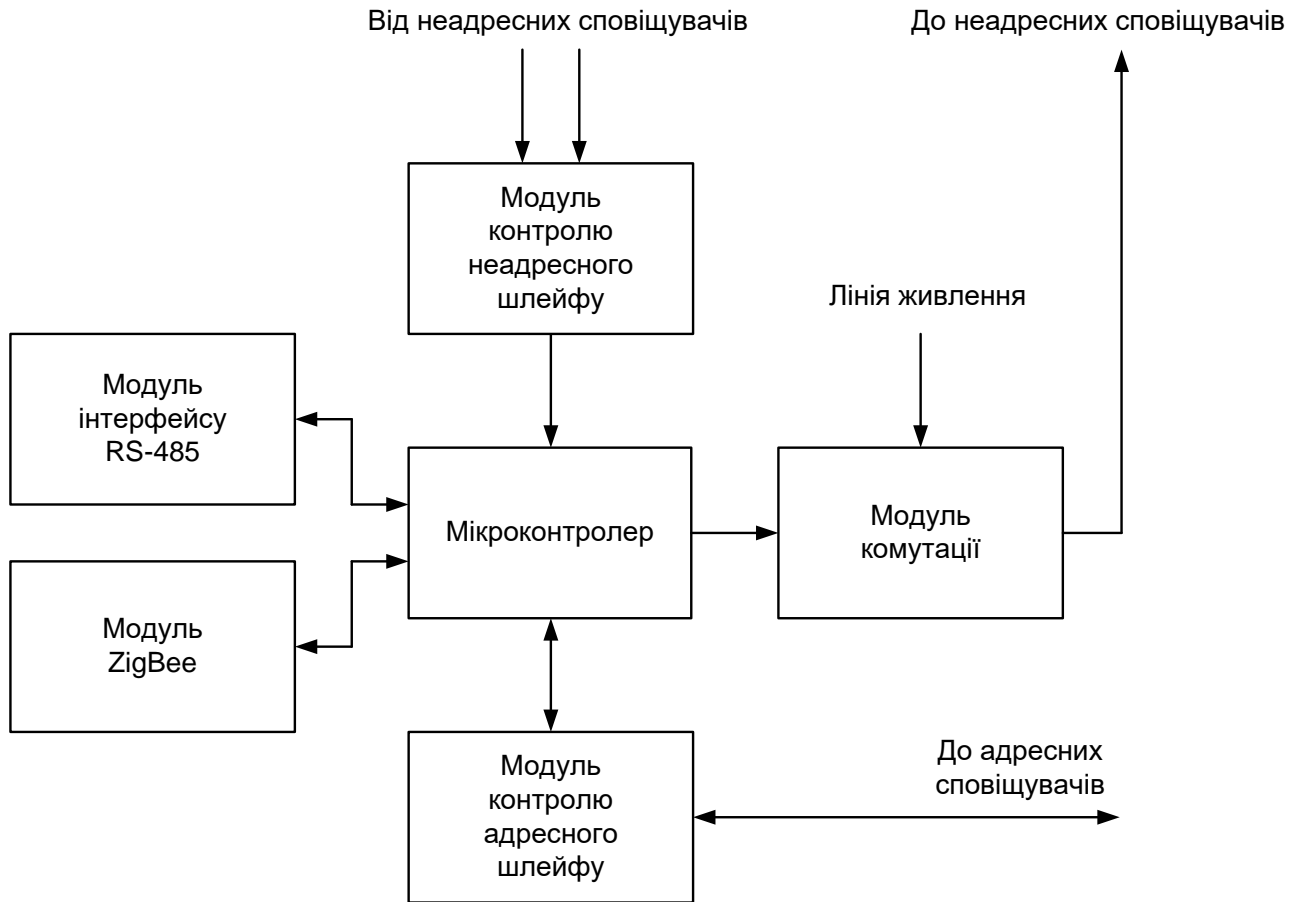 Від неадресних сповіщувачів
До неадресних сповіщувачів
Модуль
контролю
неадресного
шлейфу
Лінія живлення
Модуль
інтерфейсу
RS-485
Мікроконтролер
Модуль
комутації
Модуль
ZigBee
Модуль
контролю
адресного
шлейфу
До адресних
сповіщувачів